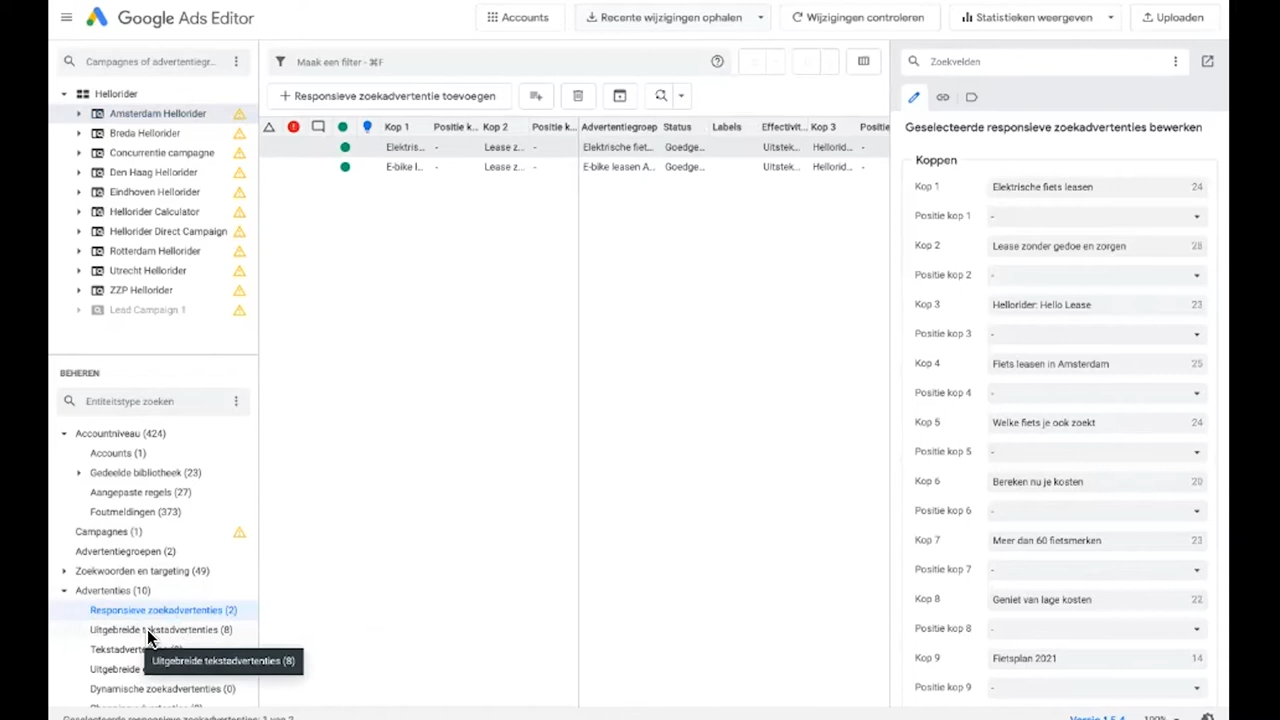 Google Ads Editor
Accounts
Recente wijzigingen ophalen
Wijzigingen controleren
Statistieken weergeven
Uploaden
Campagnes of advertentiegr...
Maak een filter - ⌘F
Zoekvelden
Hellorider
Amsterdam Hellorider
Breda Hellorider
Concurrentie campagne
Den Haag Hellorider
Eindhoven Hellorider
Hellorider Calculator
Hellorider Direct Campaign
Rotterdam Hellorider
Utrecht Hellorider
ZZP Hellorider
Lead Campaign 1
BEHEREN
Entiteitstype zoeken
Accountniveau (424)
Accounts (1)
Gedeelde bibliotheek (23)
Aangepaste regels (27)
Foutmeldingen (373)
Campagnes (1)
Advertentiegroepen (2)
Zoekwoorden en targeting (49)
Advertenties (10)
Responsieve zoekadvertenties (2)
Uitgebreide tekstadvertenties (8)
Tekstadverte
Uitgebreide
Uitgebreide tekstadvertenties (8)
Dynamische zoekadvertenties (0)
Responsieve zoekadvertentie toevoegen
Kop 1 Positie k... Kop 2 Positie k... Advertentiegroep Status Labels Effectivit... Kop 3 Positie
Elektris... - Lease z... - Elektrische fiet... Goedge... Uitstek... Hellorid... -
E-bike l... - Lease z... - E-bike leasen A... Goedge... Uitstek... Hellorid... -
Geselecteerde responsieve zoekadvertenties bewerken
Koppen
Kop 1 Elektrische fiets leasen 24
Positie kop 1 -
Kop 2 Lease zonder gedoe en zorgen 28
Positie kop 2 -
Kop 3 Hellorider: Hello Lease 23
Positie kop 3 -
Kop 4 Fiets leasen in Amsterdam 25
Positie kop 4 -
Kop 5 Welke fiets je ook zoekt 24
Positie kop 5 -
Kop 6 Bereken nu je kosten 20
Positie kop 6 -
Kop 7 Meer dan 60 fietsmerken 23
Positie kop 7 -
Kop 8 Geniet van lage kosten 22
Positie kop 8 -
Kop 9 Fietsplan 2021 14
Positie kop 9 -